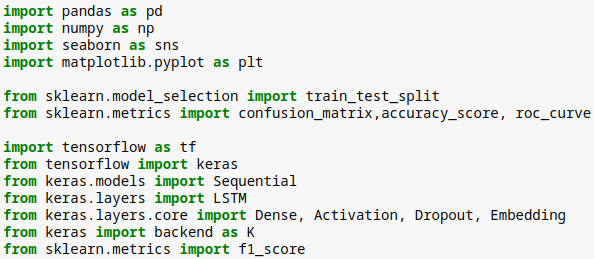 import pandas as pd
import numpy as np
import seaborn as sns
import matplotlib.pyplot as plt
from sklearn.model_selection import train_test_split
from sklearn.metrics import confusion_matrix,accuracy_score, roc_curve
import tensorflow as tf
from tensorflow import keras
from keras.models import Sequential
from keras.layers import LSTM
from keras.layers.core import Dense, Activation, Dropout, Embedding
from keras import backend as K
from sklearn.metrics import f1_score